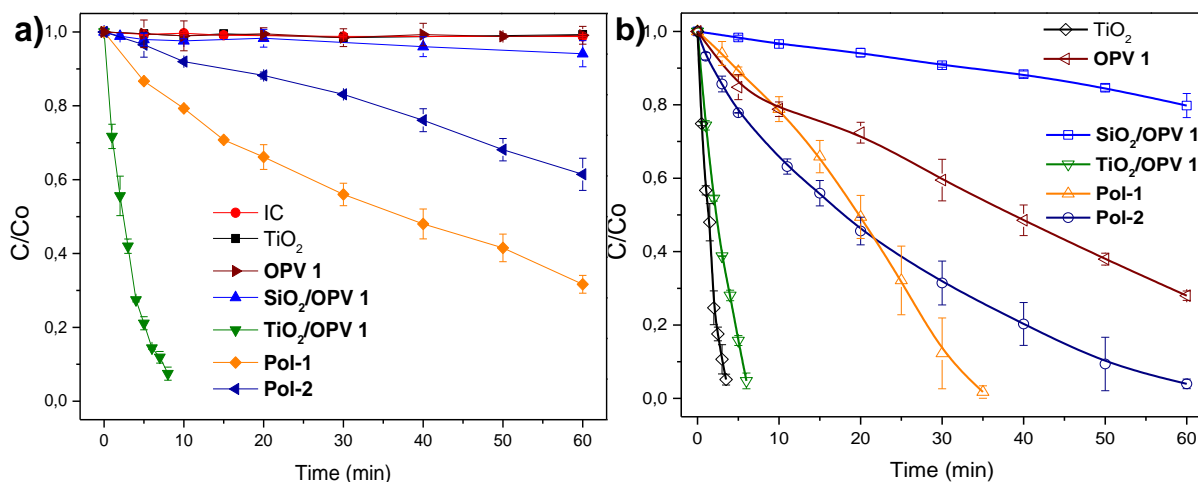 a)
1,0
0,8
0,6
0,4
0,2
0,0
C/Co
0 10 20 30 40 50 60
Time (min)
IC
TiO₂
OPV 1
SiO₂/OPV 1
TiO₂/OPV 1
Pol-1
Pol-2
b)
1,0
0,8
0,6
0,4
0,2
0,0
C/Co
0 10 20 30 40 50 60
Time (min)
TiO₂
OPV 1
SiO₂/OPV 1
TiO₂/OPV 1
Pol-1
Pol-2